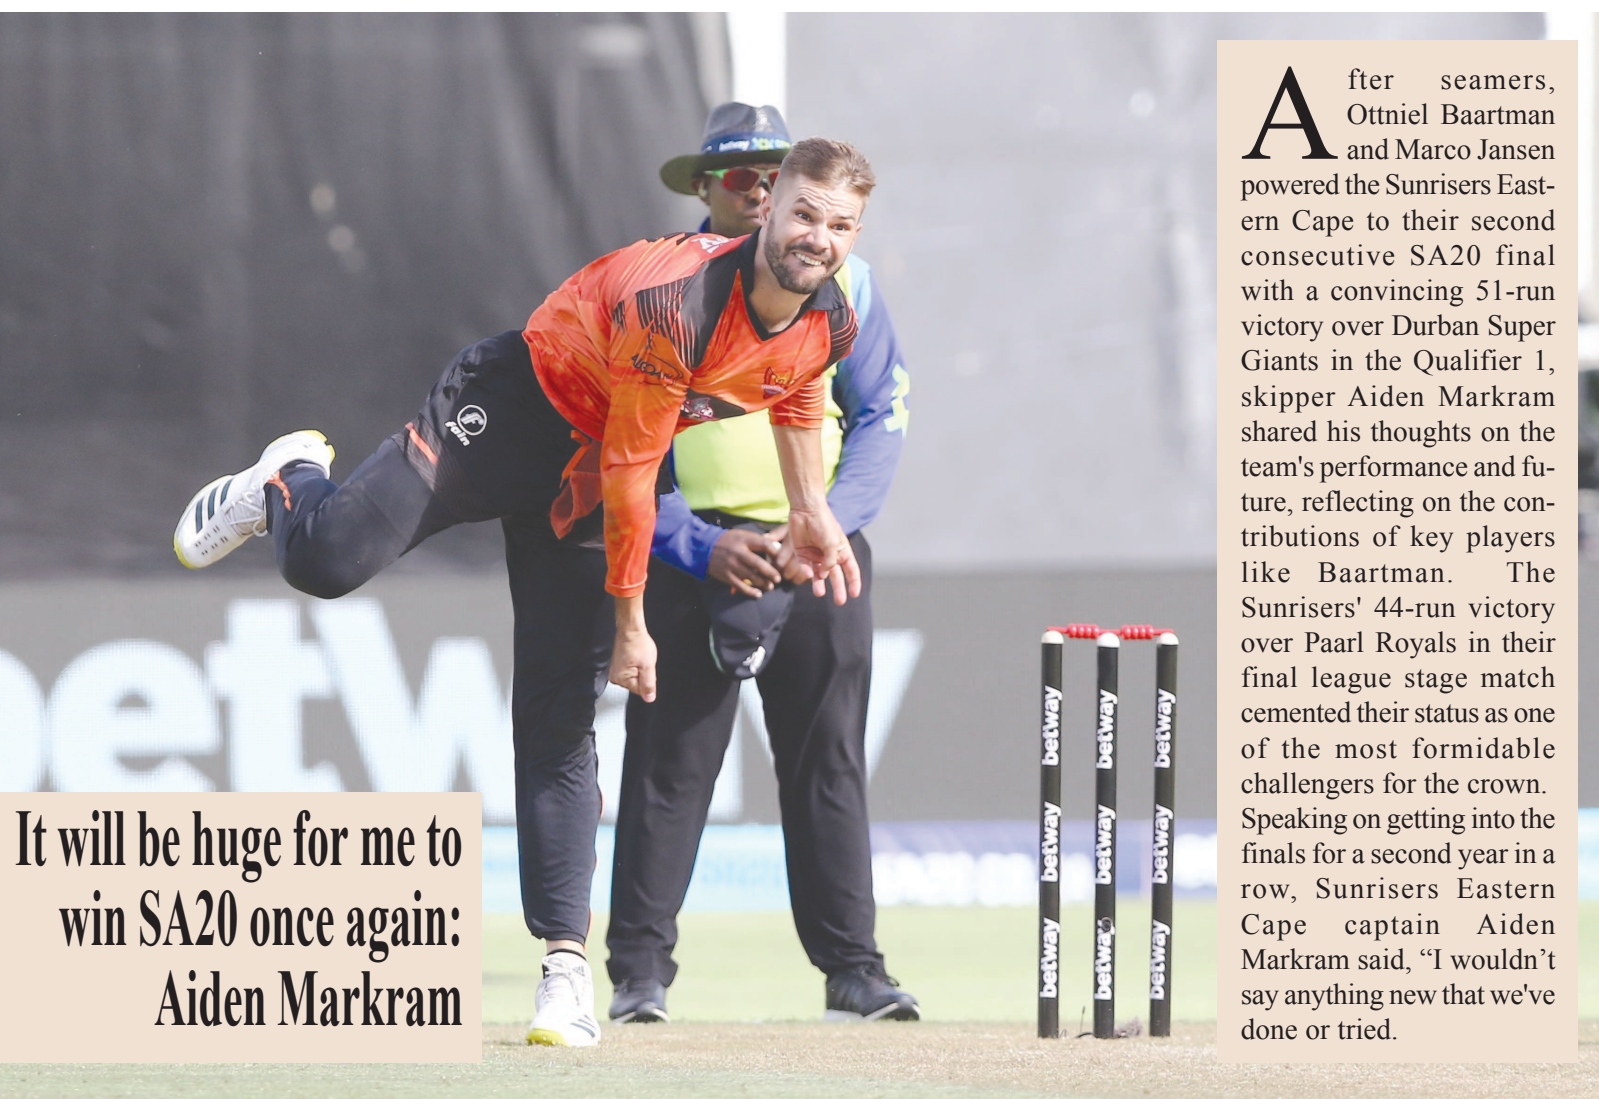 It will be huge for me to
win SA20 once again:
Aiden Markram
After seamers,
Ottniel Baartman
and Marco Jansen
powered the Sunrisers East-
ern Cape to their second
consecutive SA20 final
with a convincing 51-run
victory over Durban Super
Giants in the Qualifier 1,
skipper Aiden Markram
shared his thoughts on the
team's performance and fu-
ture, reflecting on the con-
tributions of key players
like Baartman. The
Sunrisers' 44-run victory
over Paarl Royals in their
final league stage match
cemented their status as one
of the most formidable
challengers for the crown.
Speaking on getting into the
finals for a second year in a
row, Sunrisers Eastern
Cape captain Aiden
Markram said, “I wouldn’t
say anything new that we've
done or tried.
betway
ALGOA
fain
betway
betway
betway
betway
betway
betway
betway
betway
betway
betway